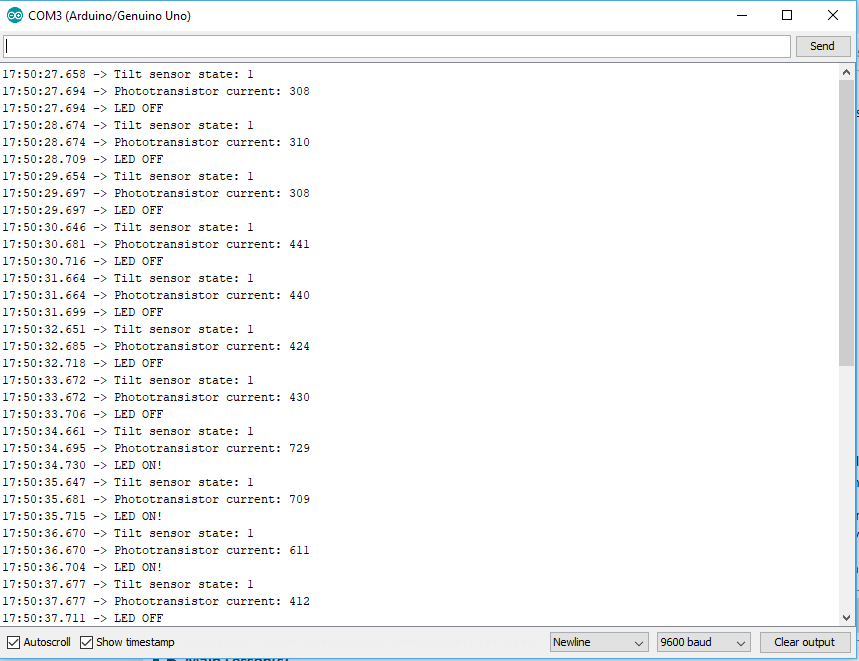 COM3 (Arduino/Genuino Uno)
Send
17:50:27.658 -> Tilt sensor state: 1
17:50:27.694 -> Phototransistor current: 308
17:50:27.694 -> LED OFF
17:50:28.674 -> Tilt sensor state: 1
17:50:28.674 -> Phototransistor current: 310
17:50:28.709 -> LED OFF
17:50:29.654 -> Tilt sensor state: 1
17:50:29.697 -> Phototransistor current: 308
17:50:29.697 -> LED OFF
17:50:30.646 -> Tilt sensor state: 1
17:50:30.681 -> Phototransistor current: 441
17:50:30.716 -> LED OFF
17:50:31.664 -> Tilt sensor state: 1
17:50:31.664 -> Phototransistor current: 440
17:50:31.699 -> LED OFF
17:50:32.651 -> Tilt sensor state: 1
17:50:32.685 -> Phototransistor current: 424
17:50:32.718 -> LED OFF
17:50:33.672 -> Tilt sensor state: 1
17:50:33.672 -> Phototransistor current: 430
17:50:33.706 -> LED OFF
17:50:34.661 -> Tilt sensor state: 1
17:50:34.695 -> Phototransistor current: 729
17:50:34.730 -> LED ON!
17:50:35.647 -> Tilt sensor state: 1
17:50:35.681 -> Phototransistor current: 709
17:50:35.715 -> LED ON!
17:50:36.670 -> Tilt sensor state: 1
17:50:36.670 -> Phototransistor current: 611
17:50:36.704 -> LED ON!
17:50:37.677 -> Tilt sensor state: 1
17:50:37.677 -> Phototransistor current: 412
17:50:37.711 -> LED OFF
Autoscroll Show timestamp Newline 9600 baud Clear output